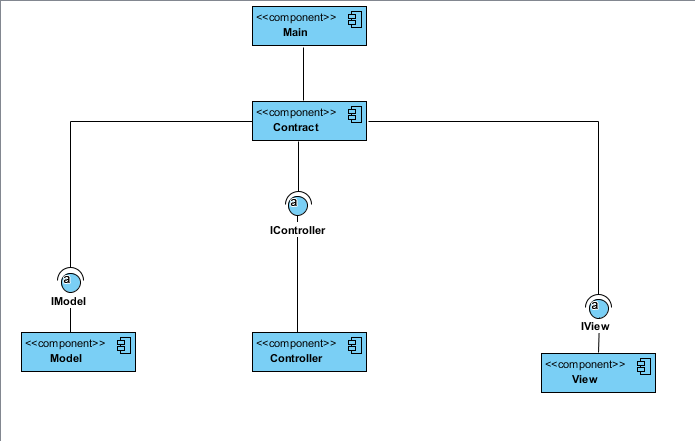 <<component>>
Main
<<component>>
Contract
a
IController
a
IModel
a
IView
<<component>>
Model
<<component>>
Controller
<<component>>
View